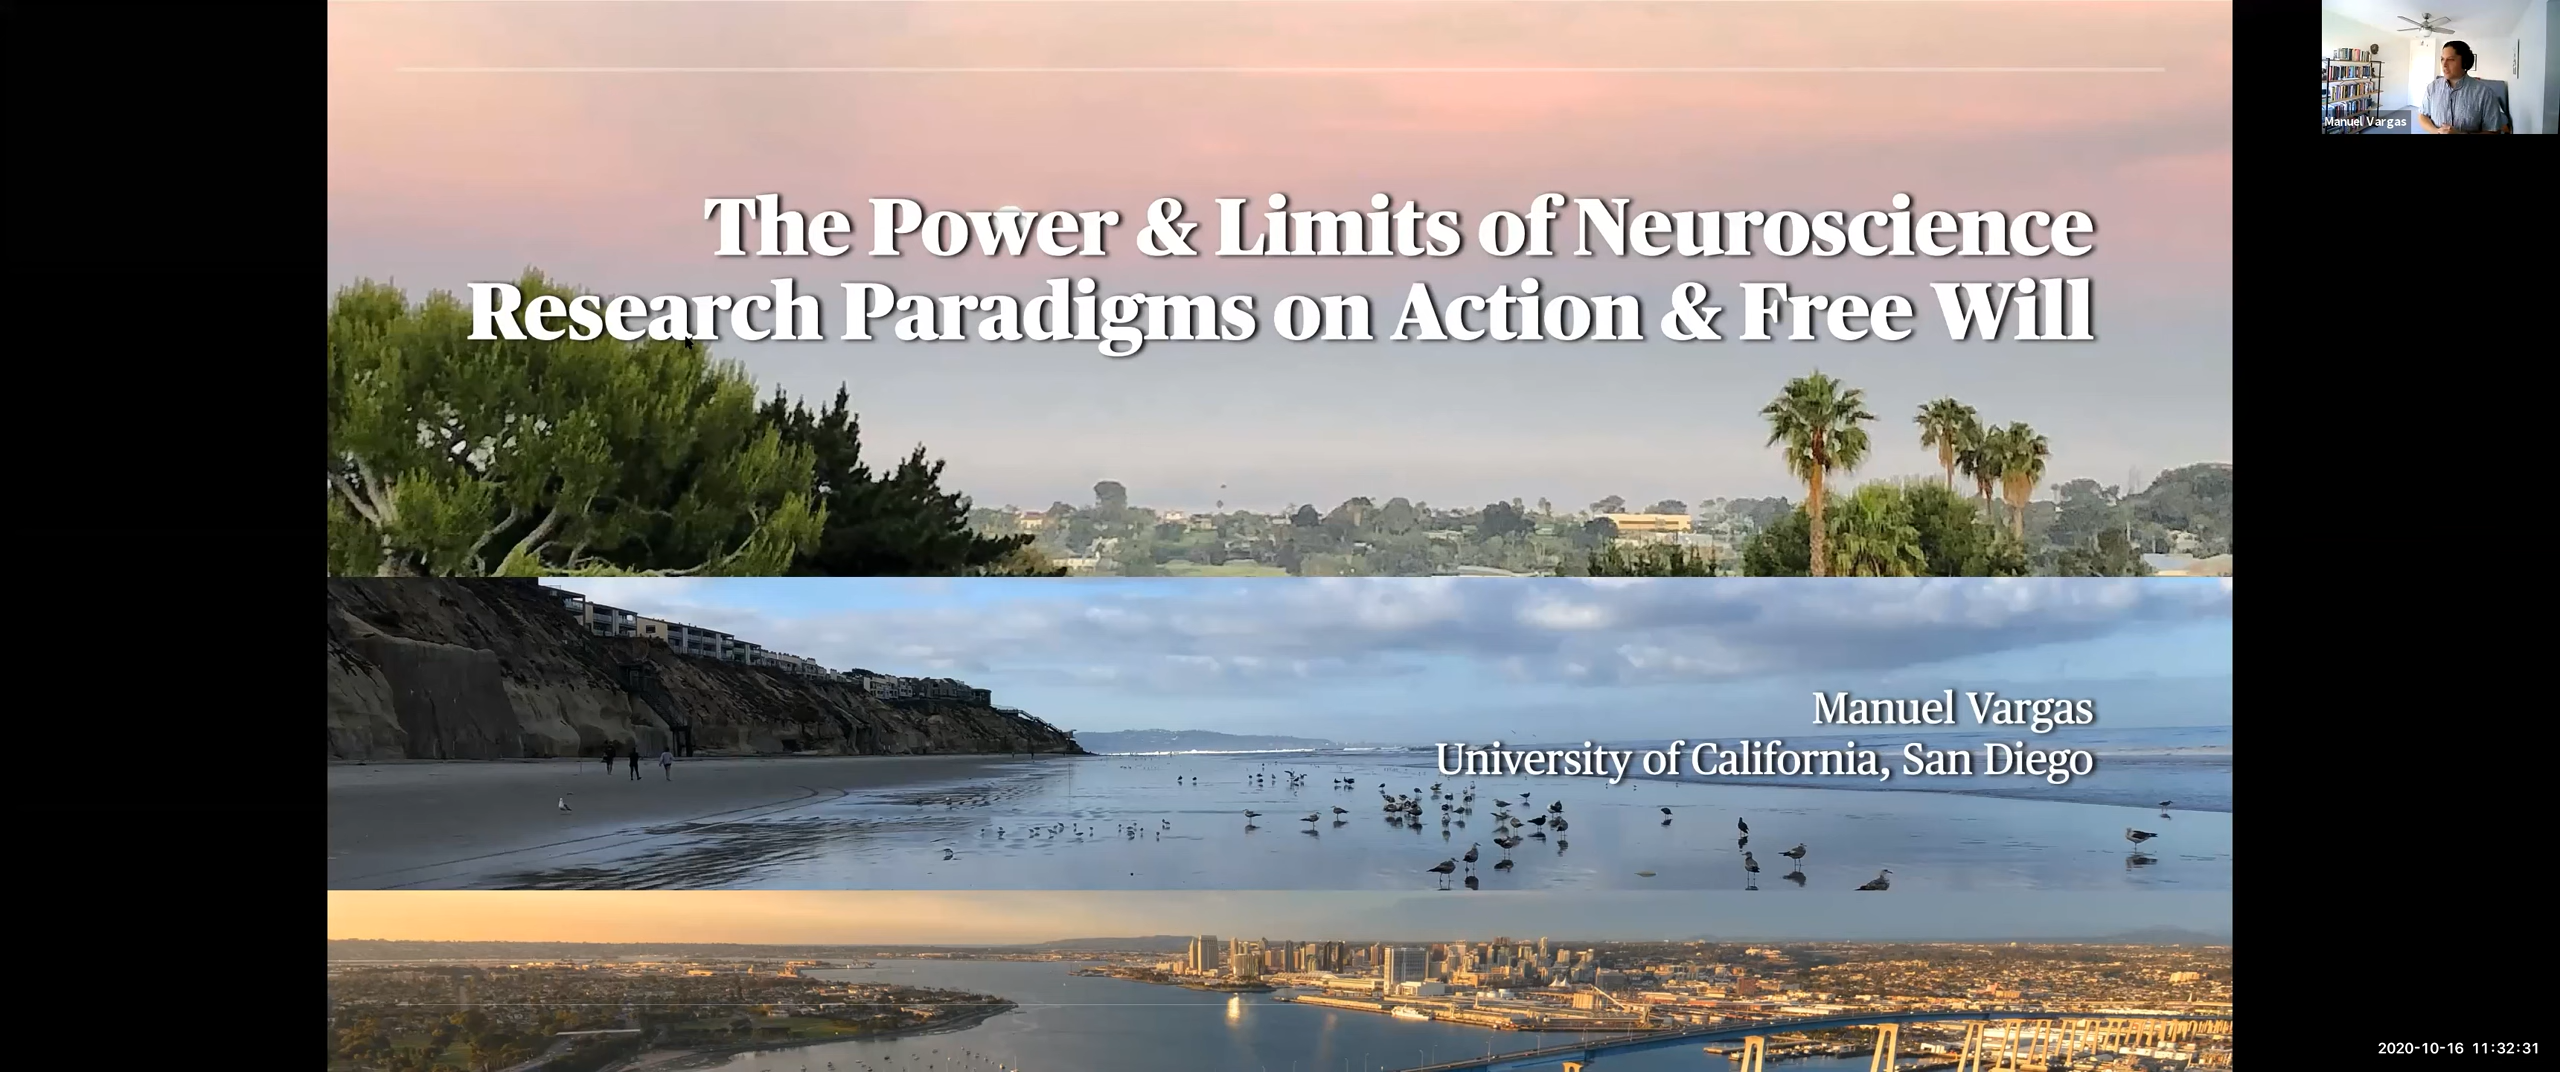 The Power & Limits of Neuroscience
Research Paradigms on Action & Free Will
Manuel Vargas
University of California, San Diego
Manuel Vargas
2020-10-16 11:32:31